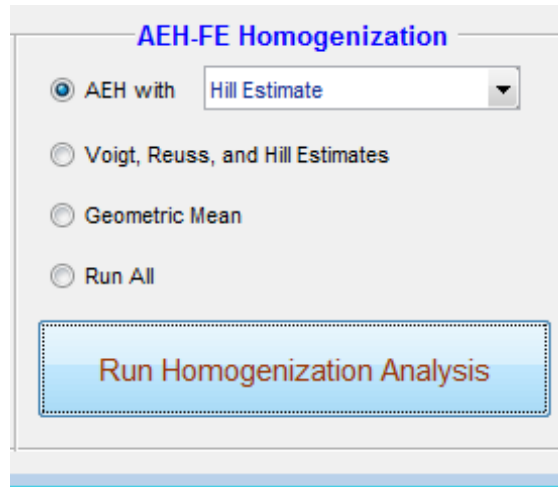 AEH-FE Homogenization
AEH with Hill Estimate
Voigt, Reuss, and Hill Estimates
Geometric Mean
Run All
Run Homogenization Analysis